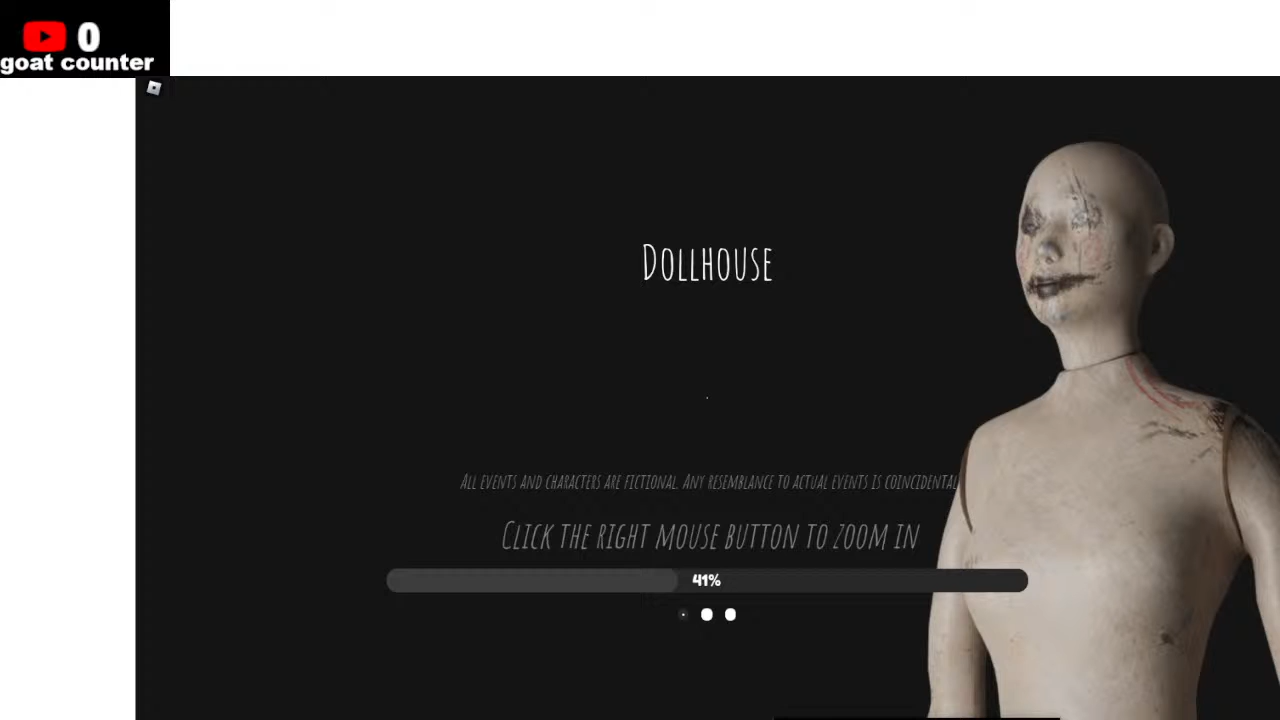 0
goat counter
Dollhouse
All events and characters are fictional. Any resemblance to actual events is coincidental
Click the right mouse button to zoom in
41%